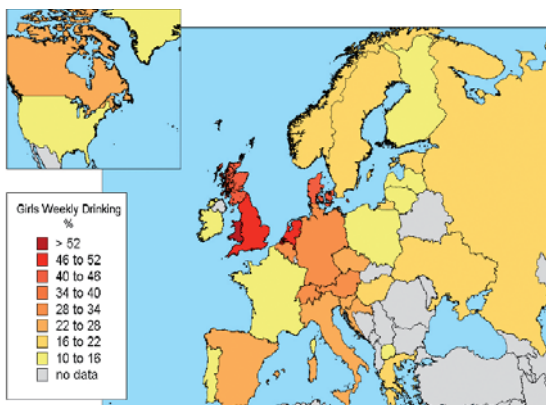 Girls Weekly Drinking
%
> 52
46 to 52
40 to 46
34 to 40
28 to 34
22 to 28
16 to 22
10 to 16
no data